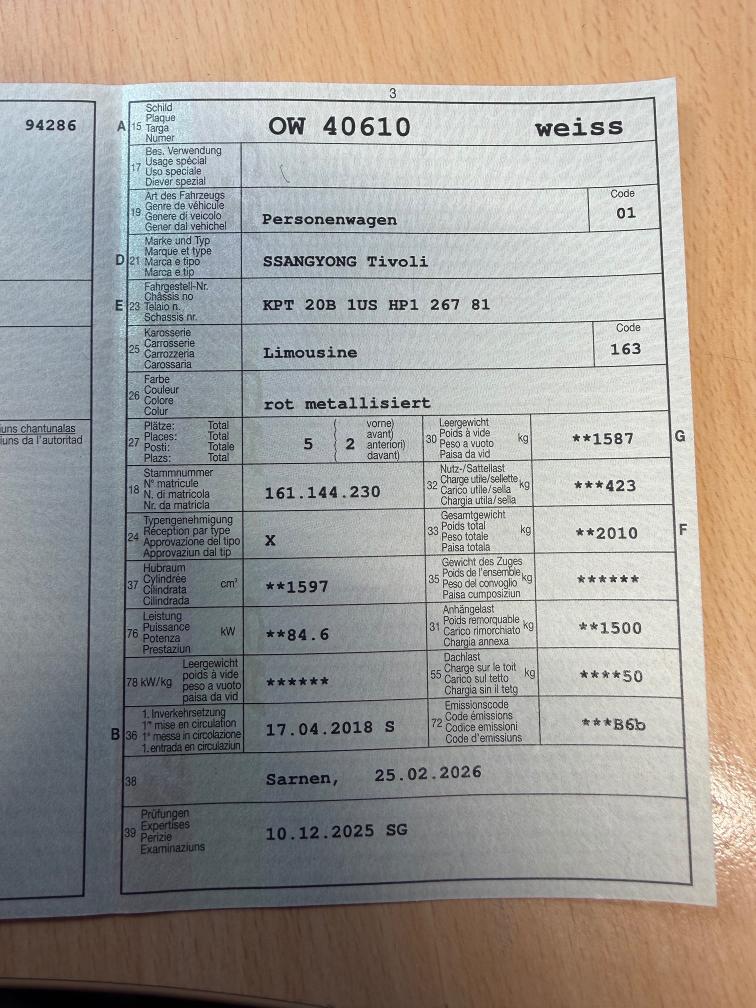 3
94286
A 15 Schild
Plaque
Targa
Numer
OW 40610 weiss
17 Bes. Verwendung
Usage spécial
Uso speciale
Diever spezial
19 Art des Fahrzeugs
Genre de véhicule
Genere di veicolo
Gener dal vehichel
Personenwagen
Code
01
D 21 Marke und Typ
Marque et type
Marca e tipo
Marca e tip
SSANGYONG Tivoli
E 23 Fahrgestell-Nr.
Châssis no
Telaio n.
Schassis nr.
KPT 20B 1US HP1 267 81
25 Karosserie
Carrosserie
Carrozzeria
Carossaria
Limousine
Code
163
26 Farbe
Couleur
Colore
Colur
rot metallisiert
uns chantunalas
iuns da l'autoritad
27 Plätze: Total
Places: Total
Posti: Totale
Plazs: Total
5 ( 2 vorne)
avant)
anteriori)
davant)
30 Leergewicht
Poids à vide
Peso a vuoto
Paisa da vid
kg
**1587
G
18 Stammnummer
N° matricule
N. di matricola
Nr. da matricla
161.144.230
32 Nutz-/Sattellast
Charge utile/sellette
Carico utile/sella
Chargia utila/sella
kg
***423
24 Typengenehmigung
Réception par type
Approvazione del tipo
Approvaziun dal tip
X
33 Gesamtgewicht
Poids total
Peso totale
Paisa totala
kg
**2010
F
37 Hubraum
Cylindrée
Cilindrata
Cilindrada
cm³
**1597
35 Gewicht des Zuges
Poids de l'ensemble
Peso del convoglio
Paisa cumposiziun
kg
******
76 Leistung
Puissance
Potenza
Prestaziun
kW
**84.6
31 Anhängelast
Poids remorquable
Carico rimorchiato
Chargia annexa
kg
**1500
78 kW/kg Leergewicht
poids à vide
peso a vuoto
paisa da vid
******
55 Dachlast
Charge sur le toit
Carico sul tetto
Chargia sin il tetg
kg
****50
B 36 1. Inverkehrsetzung
1re mise en circulation
1a messa in circolazione
1. entrada en circulaziun
17.04.2018 S
72 Emissionscode
Code émissions
Codice emissioni
Code d'emissiuns
***B6b
38 Sarnen, 25.02.2026
39 Prüfungen
Expertises
Perizie
Examinaziuns
10.12.2025 SG